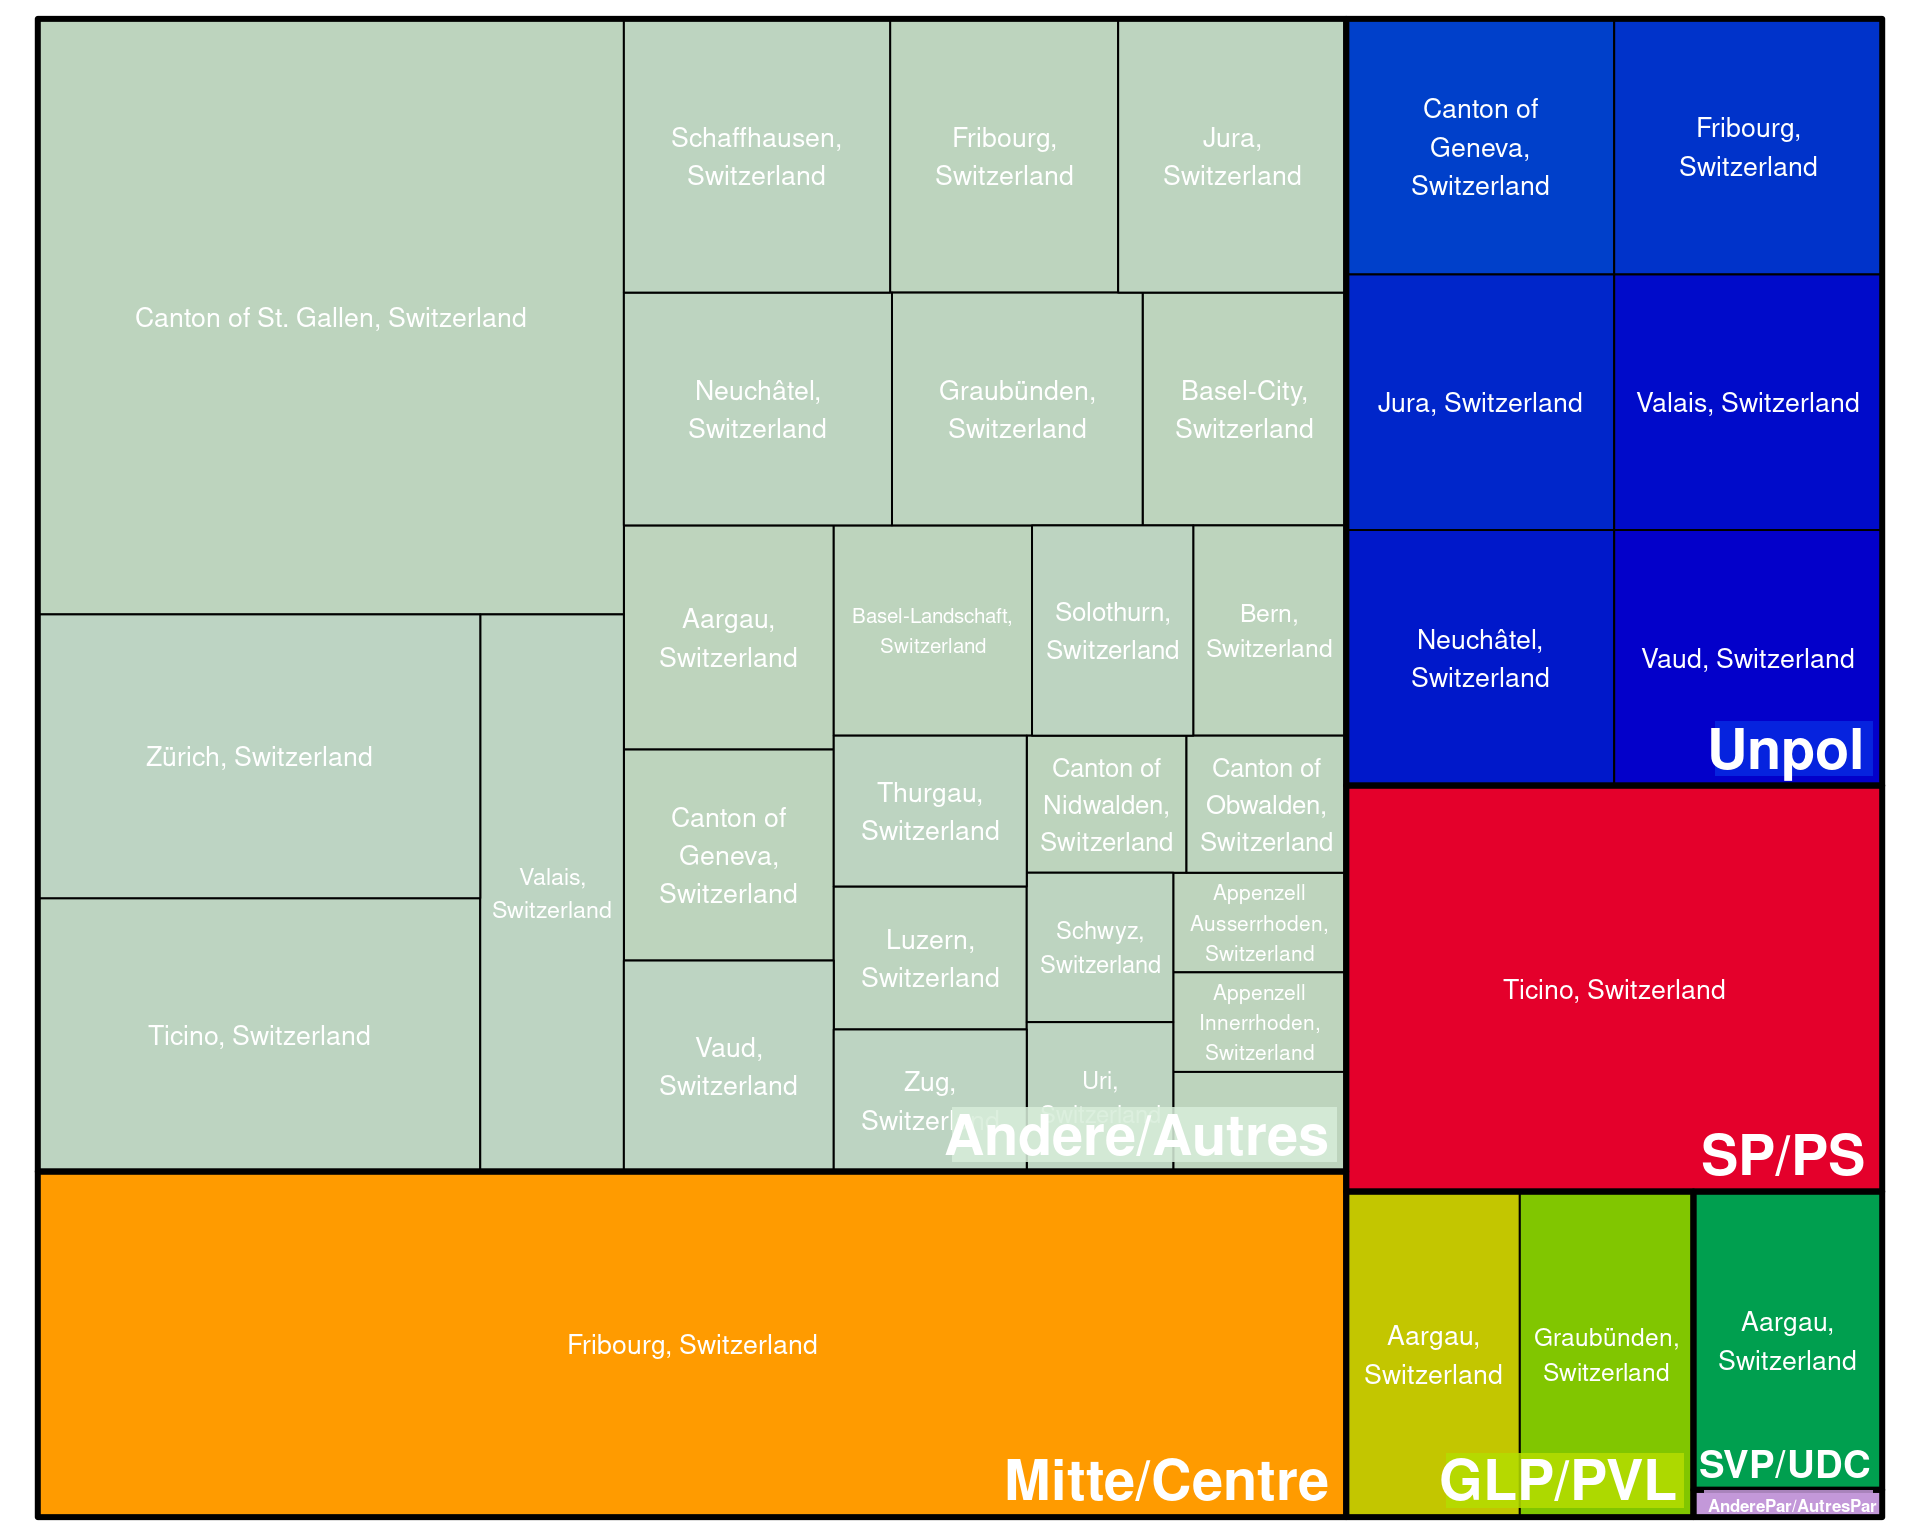 Canton of St. Gallen, Switzerland
Schaffhausen,
Switzerland
Fribourg,
Switzerland
Jura,
Switzerland
Neuchâtel,
Switzerland
Graubünden,
Switzerland
Basel-City,
Switzerland
Zürich, Switzerland
Ticino, Switzerland
Valais,
Switzerland
Aargau,
Switzerland
Basel-Landschaft,
Switzerland
Solothurn,
Switzerland
Bern,
Switzerland
Canton of
Geneva,
Switzerland
Vaud,
Switzerland
Thurgau,
Switzerland
Luzern,
Switzerland
Zug,
Switzerland
Canton of
Nidwalden,
Switzerland
Canton of
Obwalden,
Switzerland
Schwyz,
Switzerland
Uri,
Switzerland
Appenzell
Ausserrhoden,
Switzerland
Appenzell
Innerrhoden,
Switzerland
Andere/Autres
Fribourg, Switzerland
Mitte/Centre
Canton of
Geneva,
Switzerland
Fribourg,
Switzerland
Jura, Switzerland
Valais, Switzerland
Neuchâtel,
Switzerland
Vaud, Switzerland
Unpol
Ticino, Switzerland
SP/PS
Aargau,
Switzerland
Graubünden,
Switzerland
GLP/PVL
Aargau,
Switzerland
SVP/UDC
AnderePar/AutresPar